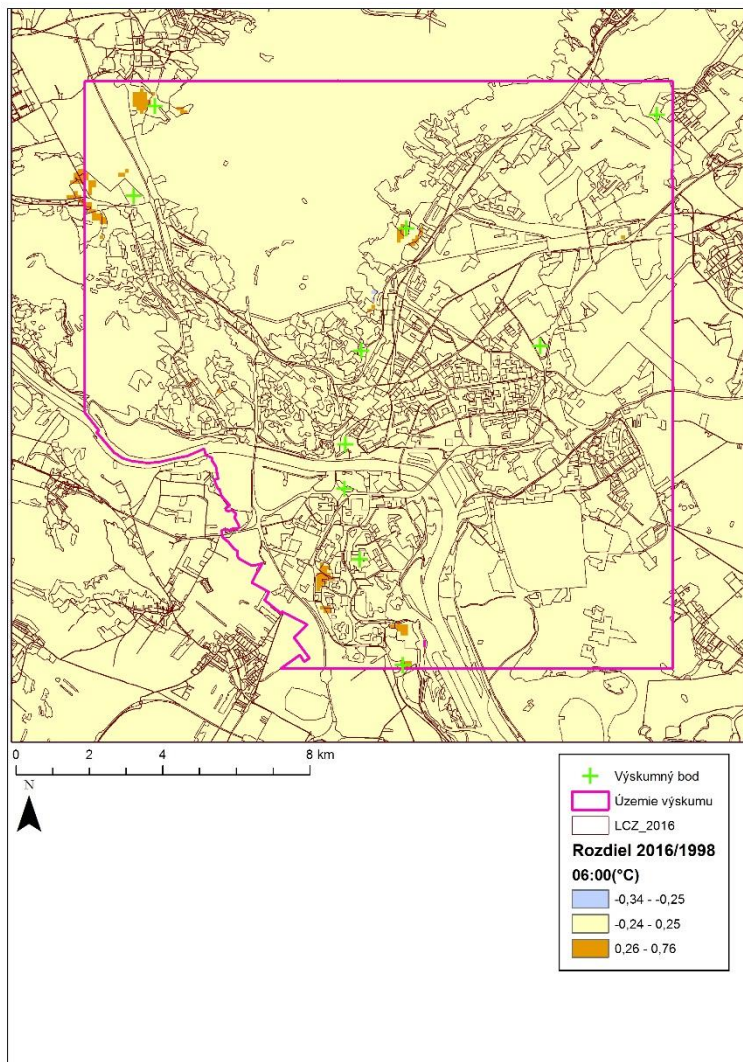 0 2 4 8 km
N
Výskumný bod
Územie výskumu
LCZ_2016
Rozdiel 2016/1998
06:00(°C)
-0,34 - -0,25
-0,24 - 0,25
0,26 - 0,76